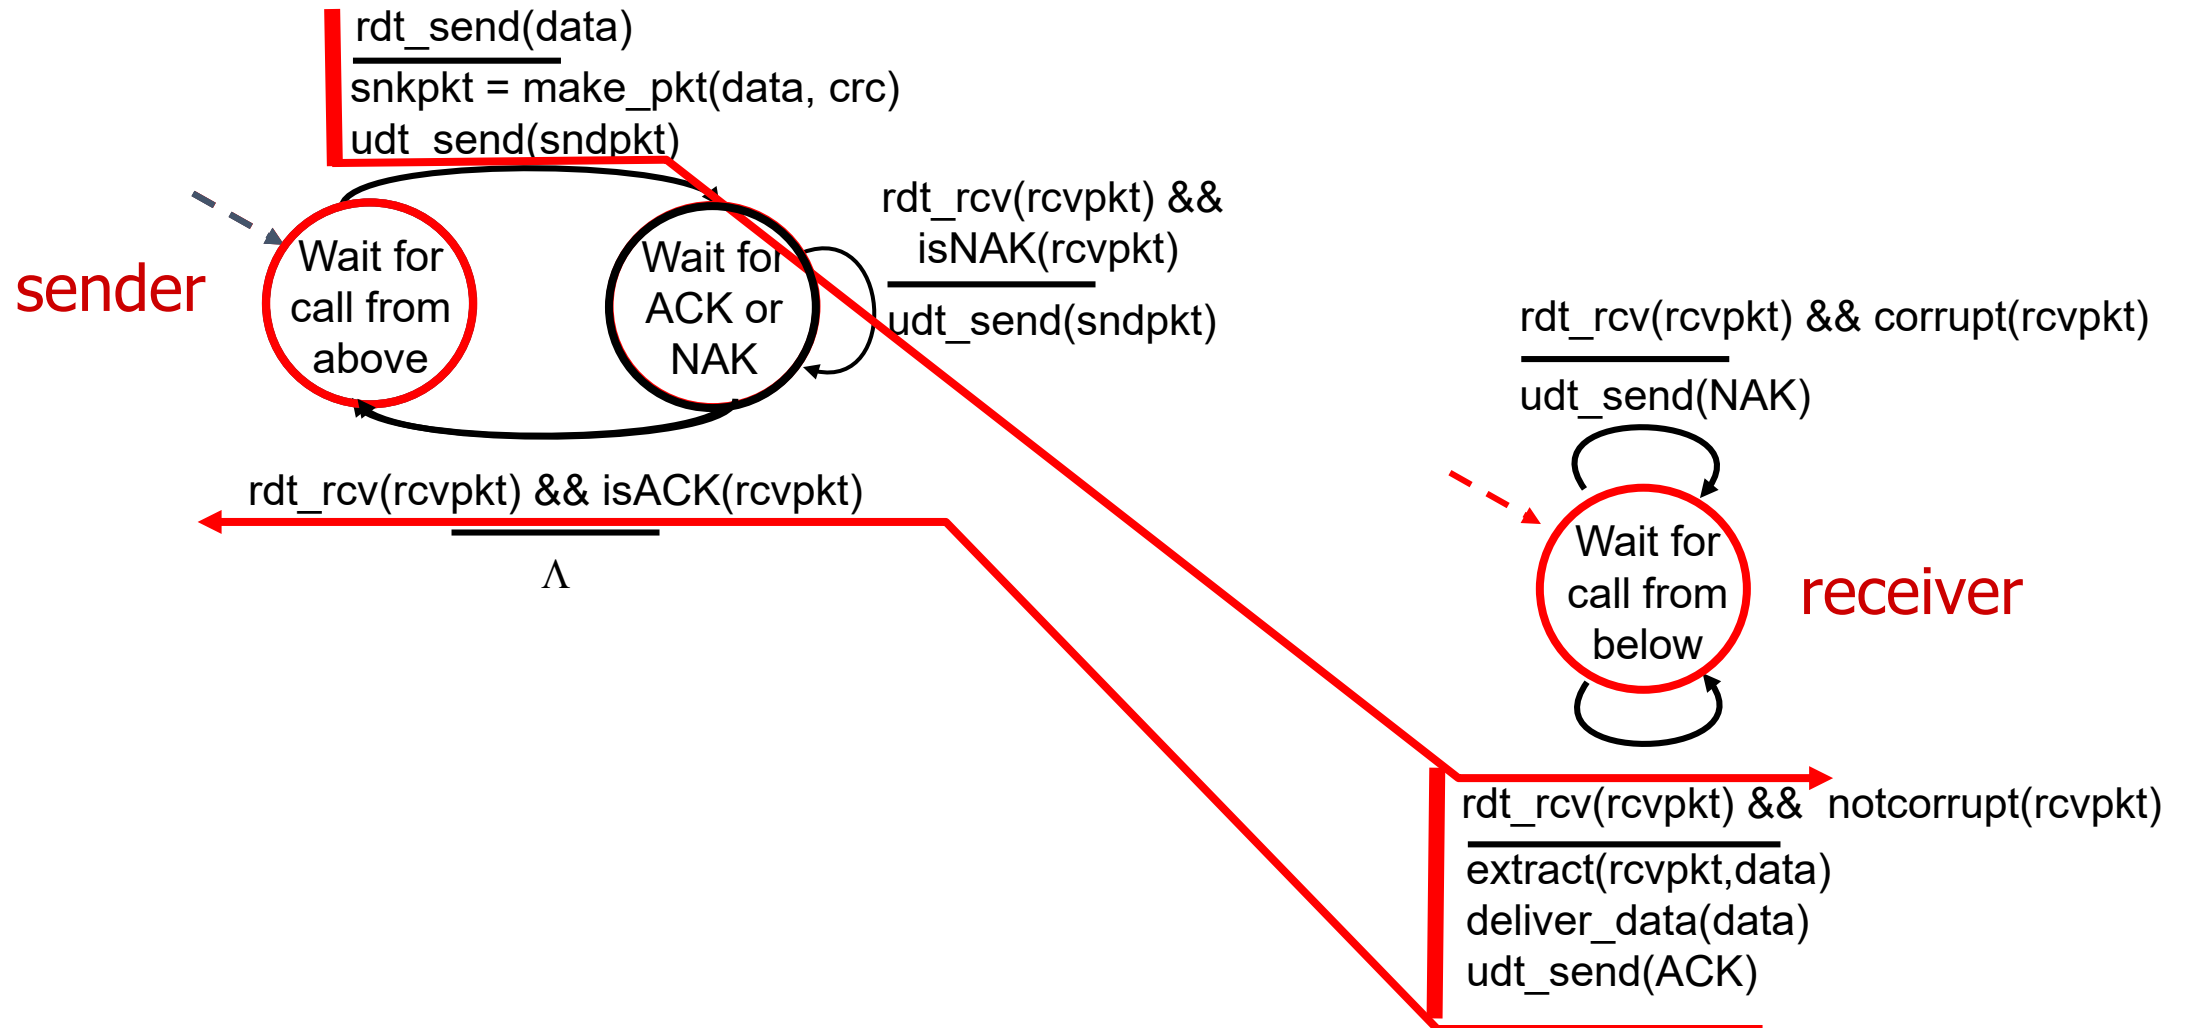 rdt_send(data)
snkpkt = make_pkt(data, crc)
udt_send(sndpkt)
sender
Wait for
call from
above
Wait for
ACK or
NAK
rdt_rcv(rcvpkt) &&
isNAK(rcvpkt)
udt_send(sndpkt)
rdt_rcv(rcvpkt) && isACK(rcvpkt)
Λ
rdt_rcv(rcvpkt) && corrupt(rcvpkt)
udt_send(NAK)
Wait for
call from
below
receiver
rdt_rcv(rcvpkt) && notcorrupt(rcvpkt)
extract(rcvpkt,data)
deliver_data(data)
udt_send(ACK)